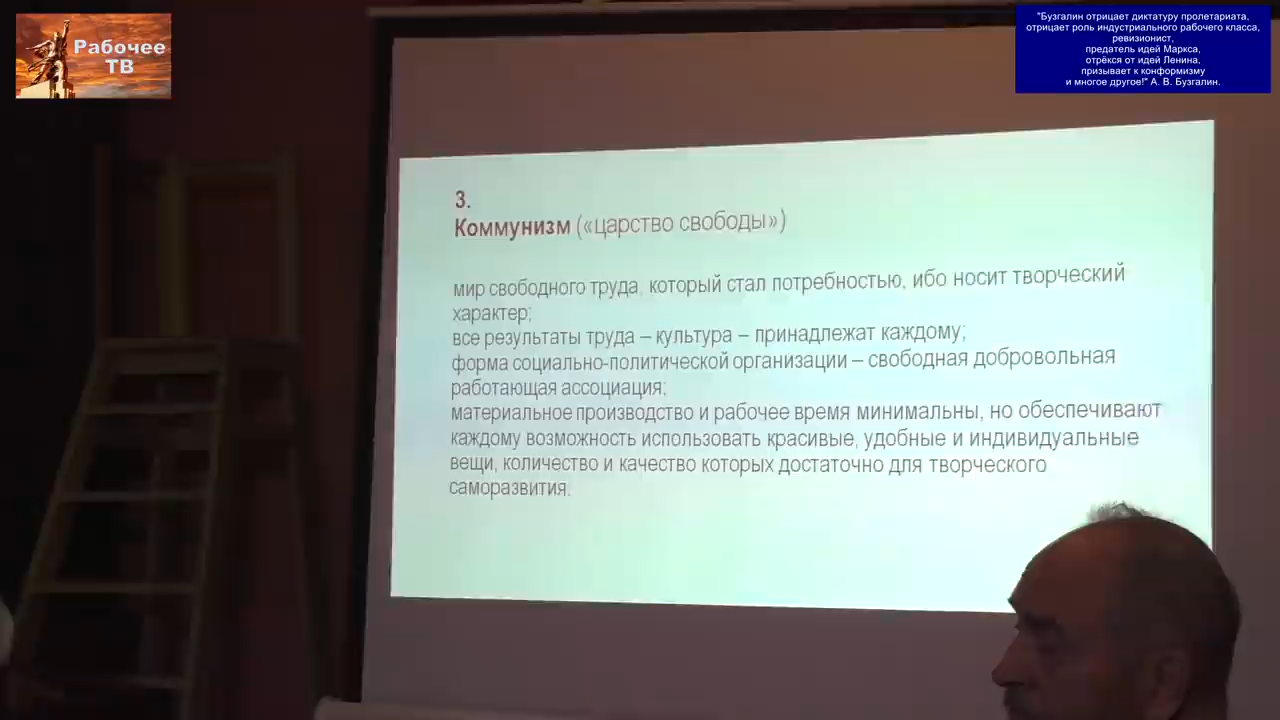 Рабочее
ТВ
"Бузгалин отрицает диктатуру пролетариата,
отрицает роль индустриального рабочего класса,
ревизионист,
предатель идей Маркса,
отрёкся от идей Ленина,
призывает к конформизму
и многое другое!" А. В. Бузгалин.
3.
Коммунизм («царство свободы»)
мир свободного труда, который стал потребностью, ибо носит творческий
характер;
все результаты труда – культура – принадлежат каждому;
форма социально-политической организации – свободная добровольная
работающая ассоциация;
материальное производство и рабочее время минимальны, но обеспечивают
каждому возможность использовать красивые, удобные и индивидуальные
вещи, количество и качество которых достаточно для творческого
саморазвития.